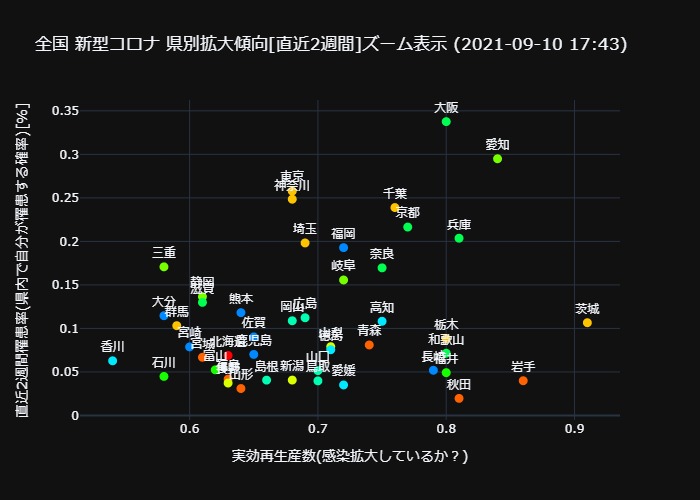 全国 新型コロナ 県別拡大傾向[直近2週間]ズーム表示 (2021-09-10 17:43)
直近2週間罹患率(県内で自分が罹患する確率)[%]
0.35
0.3
0.25
0.2
0.15
0.1
0.05
0
大阪
愛知
東京
神奈川
千葉
京都
兵庫
埼玉
福岡
奈良
三重
岐阜
静岡
滋賀
大分
群馬
熊本
佐賀
岡山
広島
高知
茨城
宮崎
宮城
北海道
鹿児島
青森
栃木
和歌山
香川
石川
富山
山形
島根
新潟
山口
鳥取
愛媛
長崎
福井
秋田
岩手
0.6
0.7
0.8
0.9
実効再生産数(感染拡大しているか？)